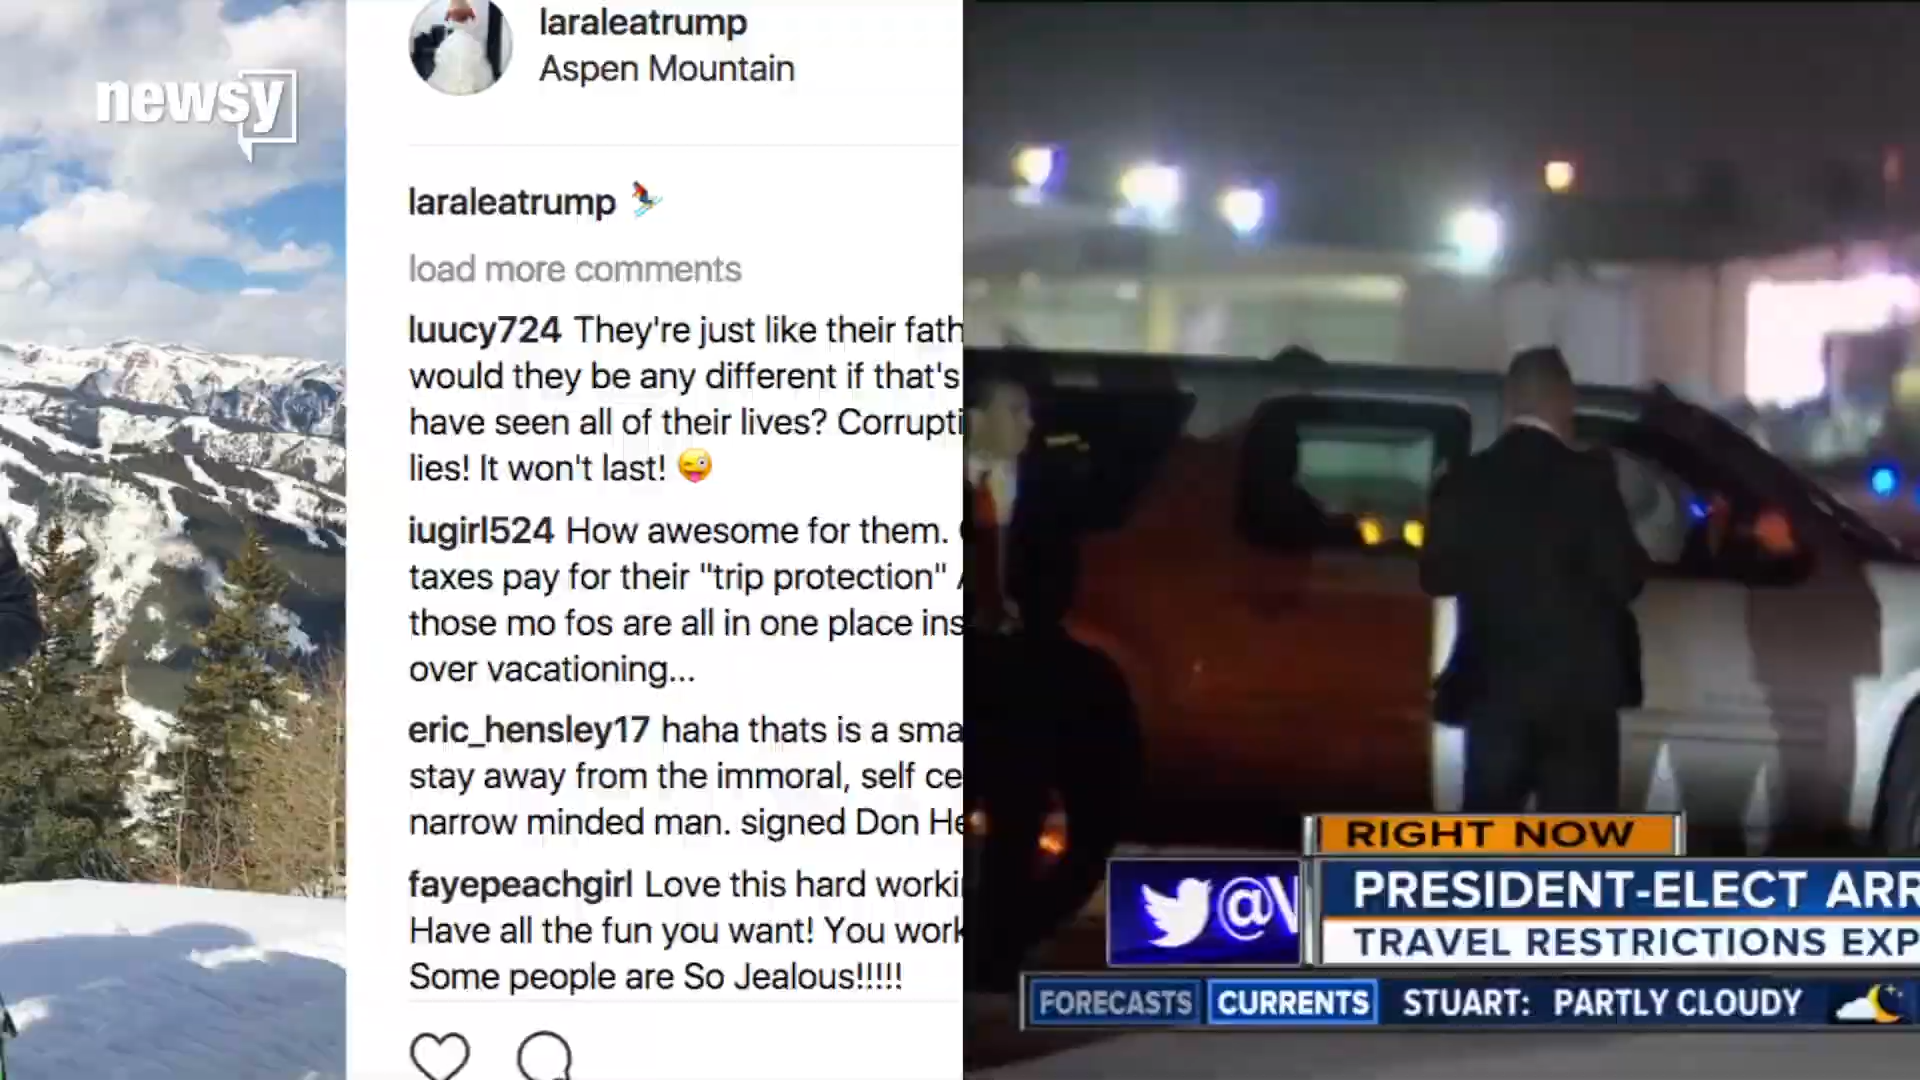 newsy
laraleatrump
Aspen Mountain
laraleatrump
load more comments
luucy724 They're just like their fath
would they be any different if that's
have seen all of their lives? Corrupti
lies! It won't last!
iugirl524 How awesome for them.
taxes pay for their "trip protection"
those mo fos are all in one place ins
over vacationing...
eric_hensley17 haha thats is a sma
stay away from the immoral, self ce
narrow minded man. signed Don He
fayepeachgirl Love this hard worki
Have all the fun you want! You work
Some people are So Jealous!!!!!
RIGHT NOW
@
PRESIDENT-ELECT ARR
TRAVEL RESTRICTIONS EXP
FORECASTS CURRENTS STUART: PARTLY CLOUDY